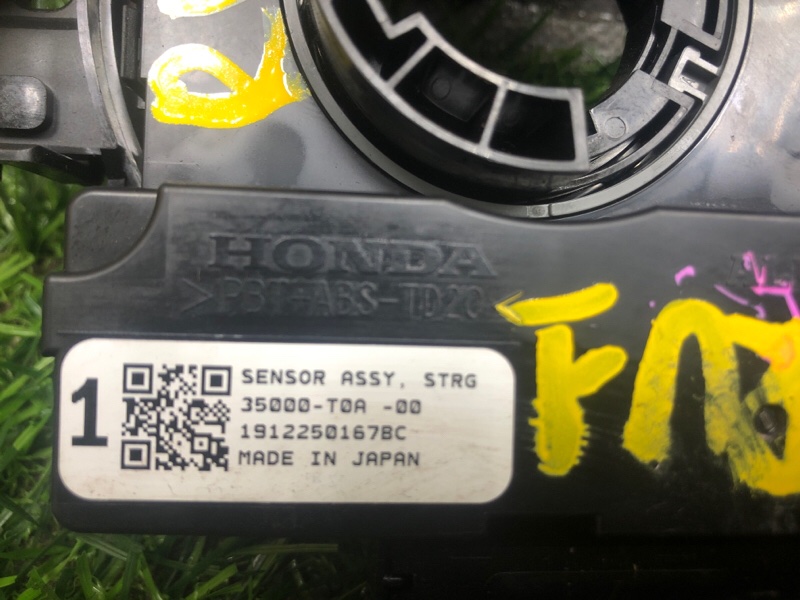 HONDA
>PBT+ABS-TD20<
1
SENSOR ASSY, STRG
35000-T0A -00
1912250167BC
MADE IN JAPAN